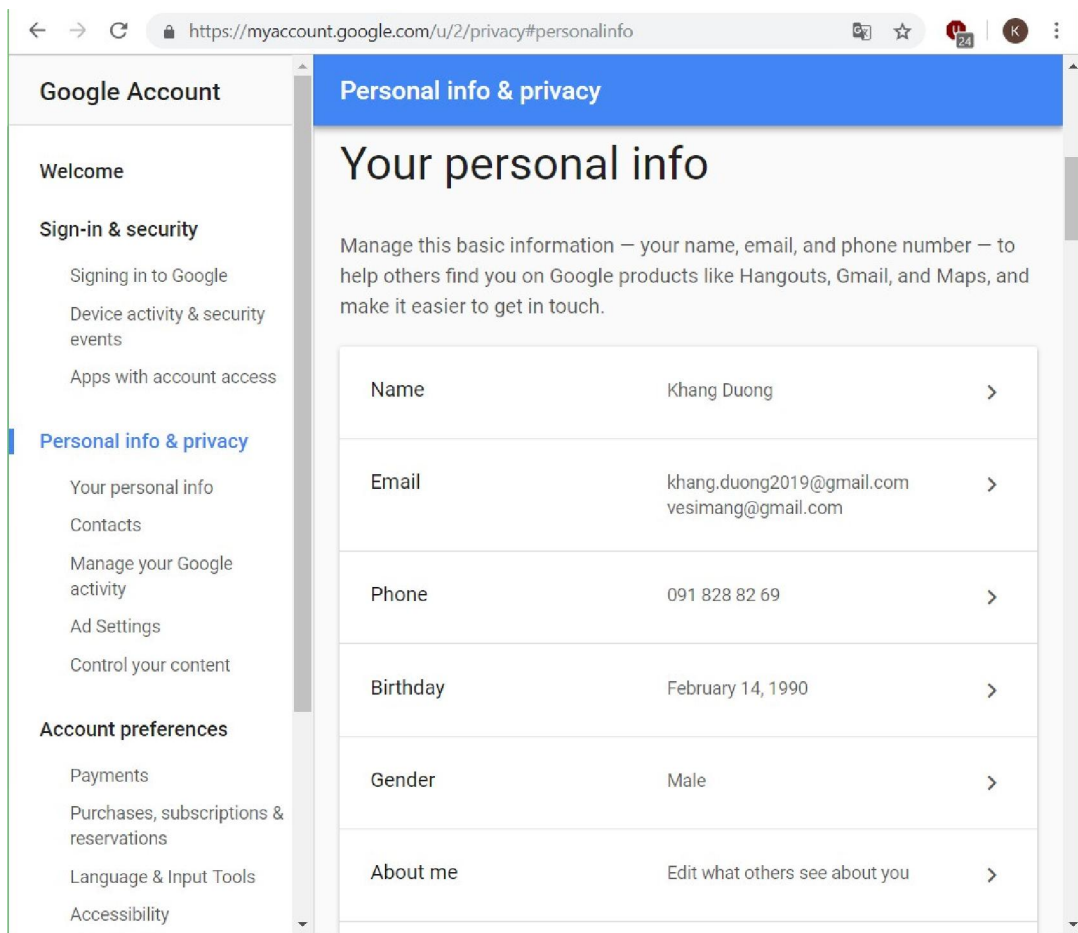 https://myaccount.google.com/u/2/privacy#personalinfo
24
K
Google Account
Welcome
Sign-in & security
Signing in to Google
Device activity & security
events
Apps with account access
Personal info & privacy
Your personal info
Contacts
Manage your Google
activity
Ad Settings
Control your content
Account preferences
Payments
Purchases, subscriptions &
reservations
Language & Input Tools
Accessibility
Personal info & privacy
Your personal info
Manage this basic information — your name, email, and phone number — to
help others find you on Google products like Hangouts, Gmail, and Maps, and
make it easier to get in touch.
Name Khang Duong
Email khang.duong2019@gmail.com
vesimang@gmail.com
Phone 091 828 82 69
Birthday February 14, 1990
Gender Male
About me Edit what others see about you